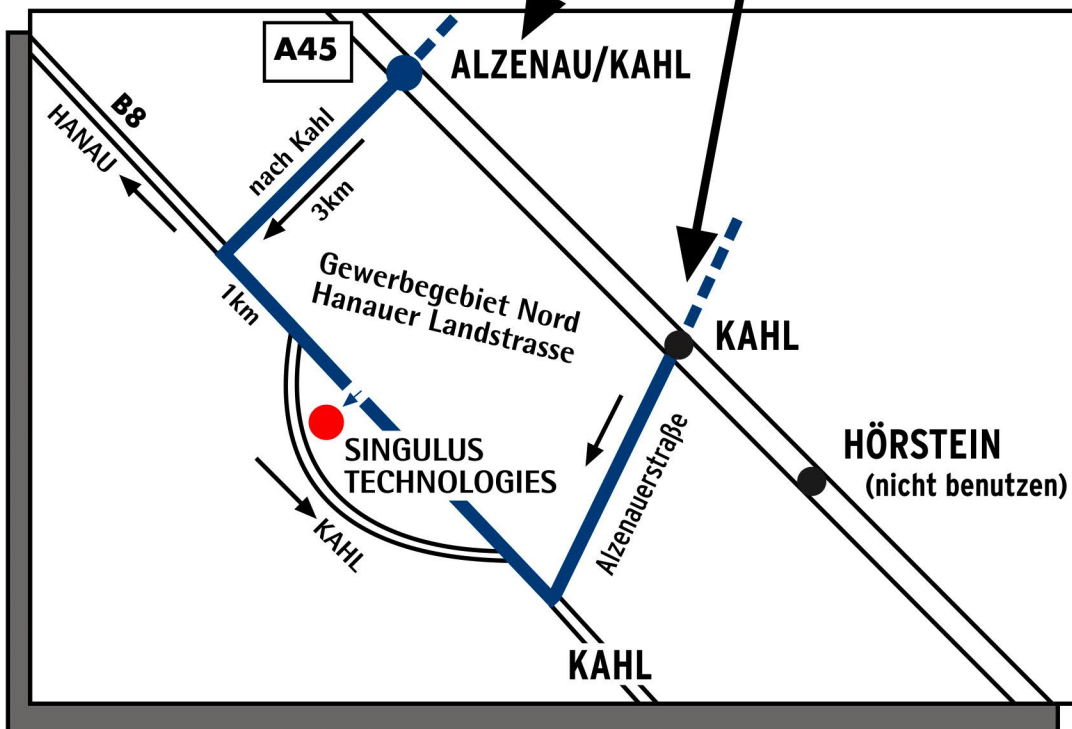 A45
ALZENAU/KAHL
B8
HANAU
nach Kahl
3km
1km
Gewerbegebiet Nord
Hanauer Landstrasse
KAHL
HÖRSTEIN
(nicht benutzen)
SINGULUS
TECHNOLOGIES
Alzenauerstraße
KAHL
KAHL